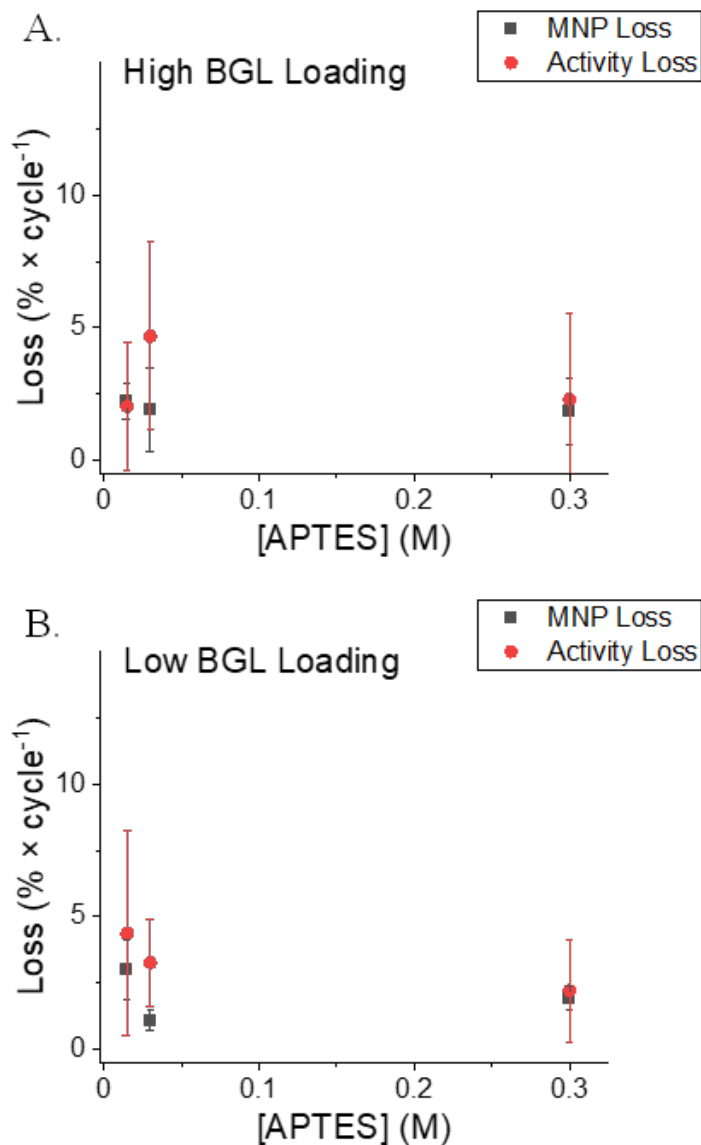 A.
MNP Loss
Activity Loss
High BGL Loading
Loss (% × cycle⁻¹)
10
5
0
0 0.1 0.2 0.3
[APTES] (M)
B.
MNP Loss
Activity Loss
Low BGL Loading
Loss (% × cycle⁻¹)
10
5
0
0 0.1 0.2 0.3
[APTES] (M)